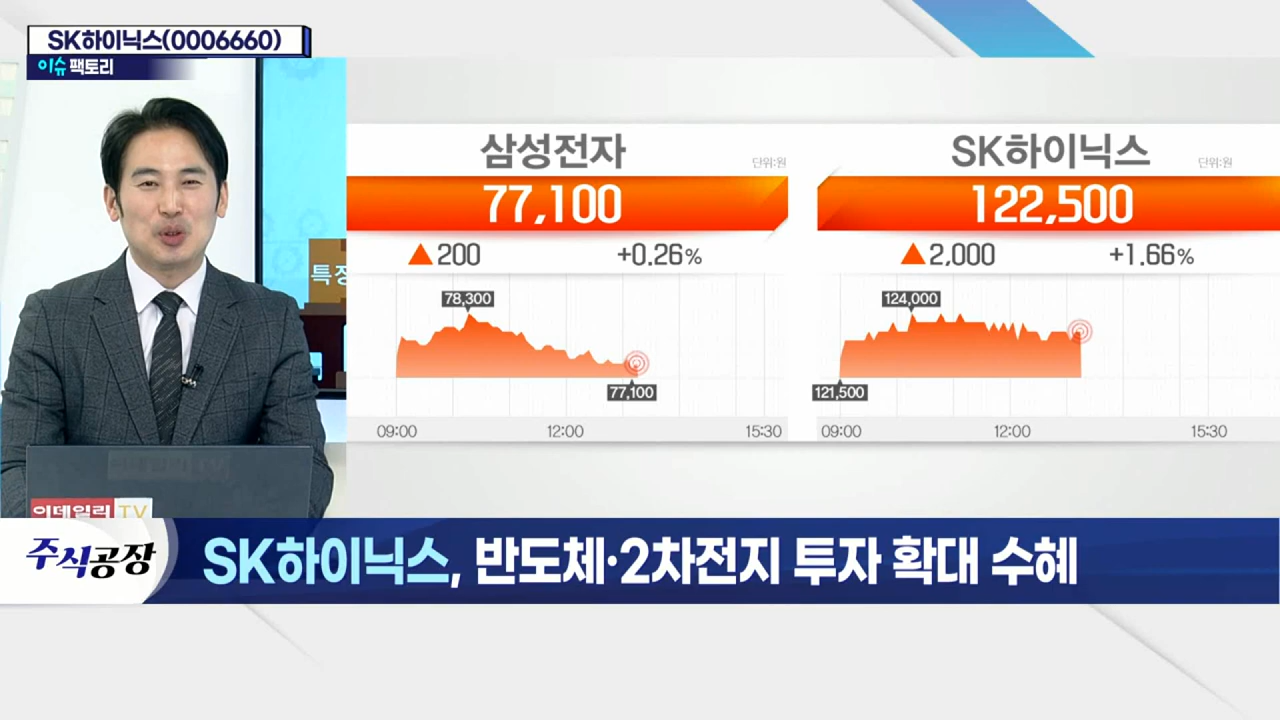 SK하이닉스(0006660)
이슈 팩토리
특징
삼성전자
단위:원
77,100
▲200 +0.26%
78,300
77,100
09:00 12:00 15:30
SK하이닉스
단위:원
122,500
▲2,000 +1.66%
124,000
121,500
09:00 12:00 15:30
이데일리 TV
주식공장
SK하이닉스, 반도체·2차전지 투자 확대 수혜